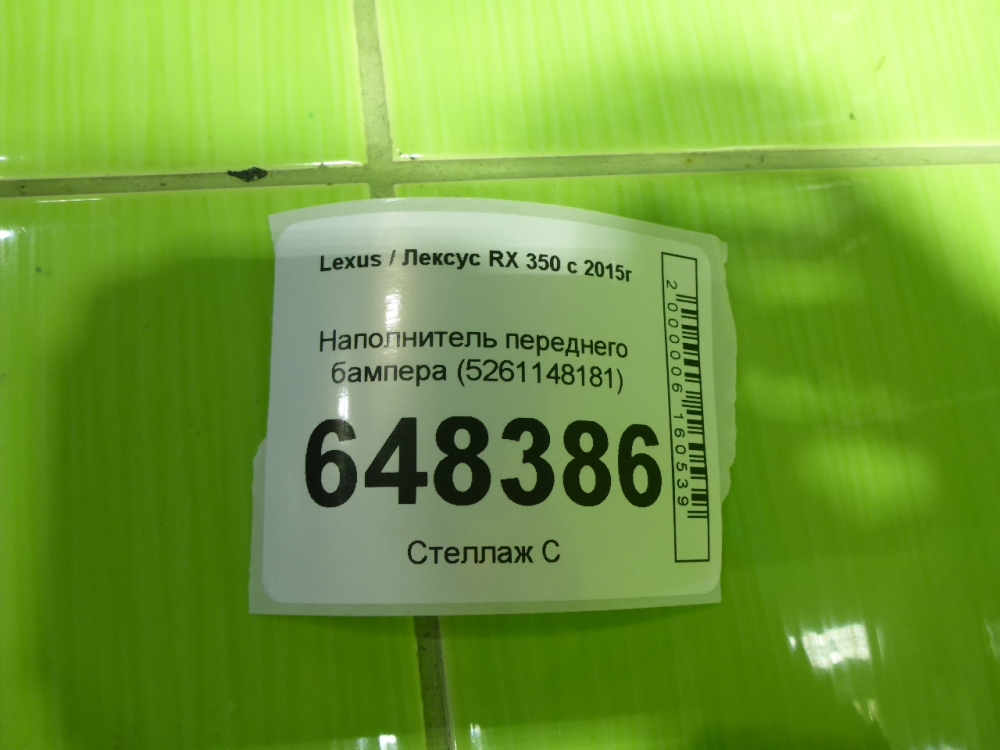 Lexus / Лексус RX 350 с 2015г
Наполнитель переднего
бампера (5261148181)
648386
Стеллаж С
2000006160539